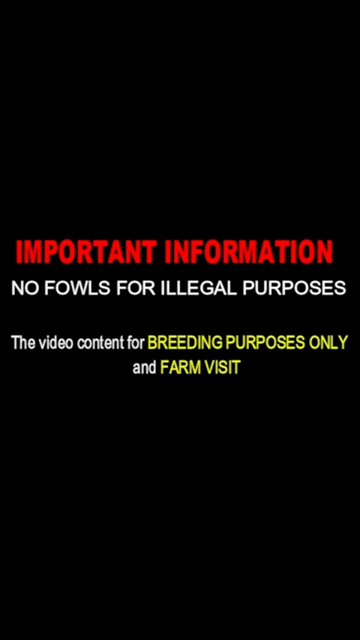 IMPORTANT INFORMATION
NO FOWLS FOR ILLEGAL PURPOSES
The video content for BREEDING PURPOSES ONLY
and FARM VISIT